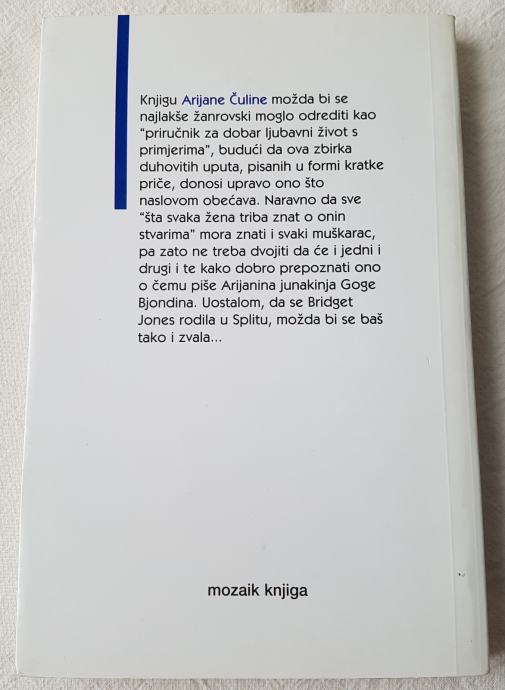 Knjigu Arijane Čuline možda bi se
najlakše žanrovski moglo odrediti kao
"priručnik za dobar ljubavni život s
primjerima", budući da ova zbirka
duhovitih uputa, pisanih u formi kratke
priče, donosi upravo ono što
naslovom obećava. Naravno da sve
"šta svaka žena triba znat o onin
stvarima" mora znati i svaki muškarac,
pa zato ne treba dvojiti da će i jedni i
drugi i te kako dobro prepoznati ono
o čemu piše Arijanina junakinja Goge
Bjondina. Uostalom, da se Bridget
Jones rodila u Splitu, možda bi se baš
tako i zvala...
mozaik knjiga